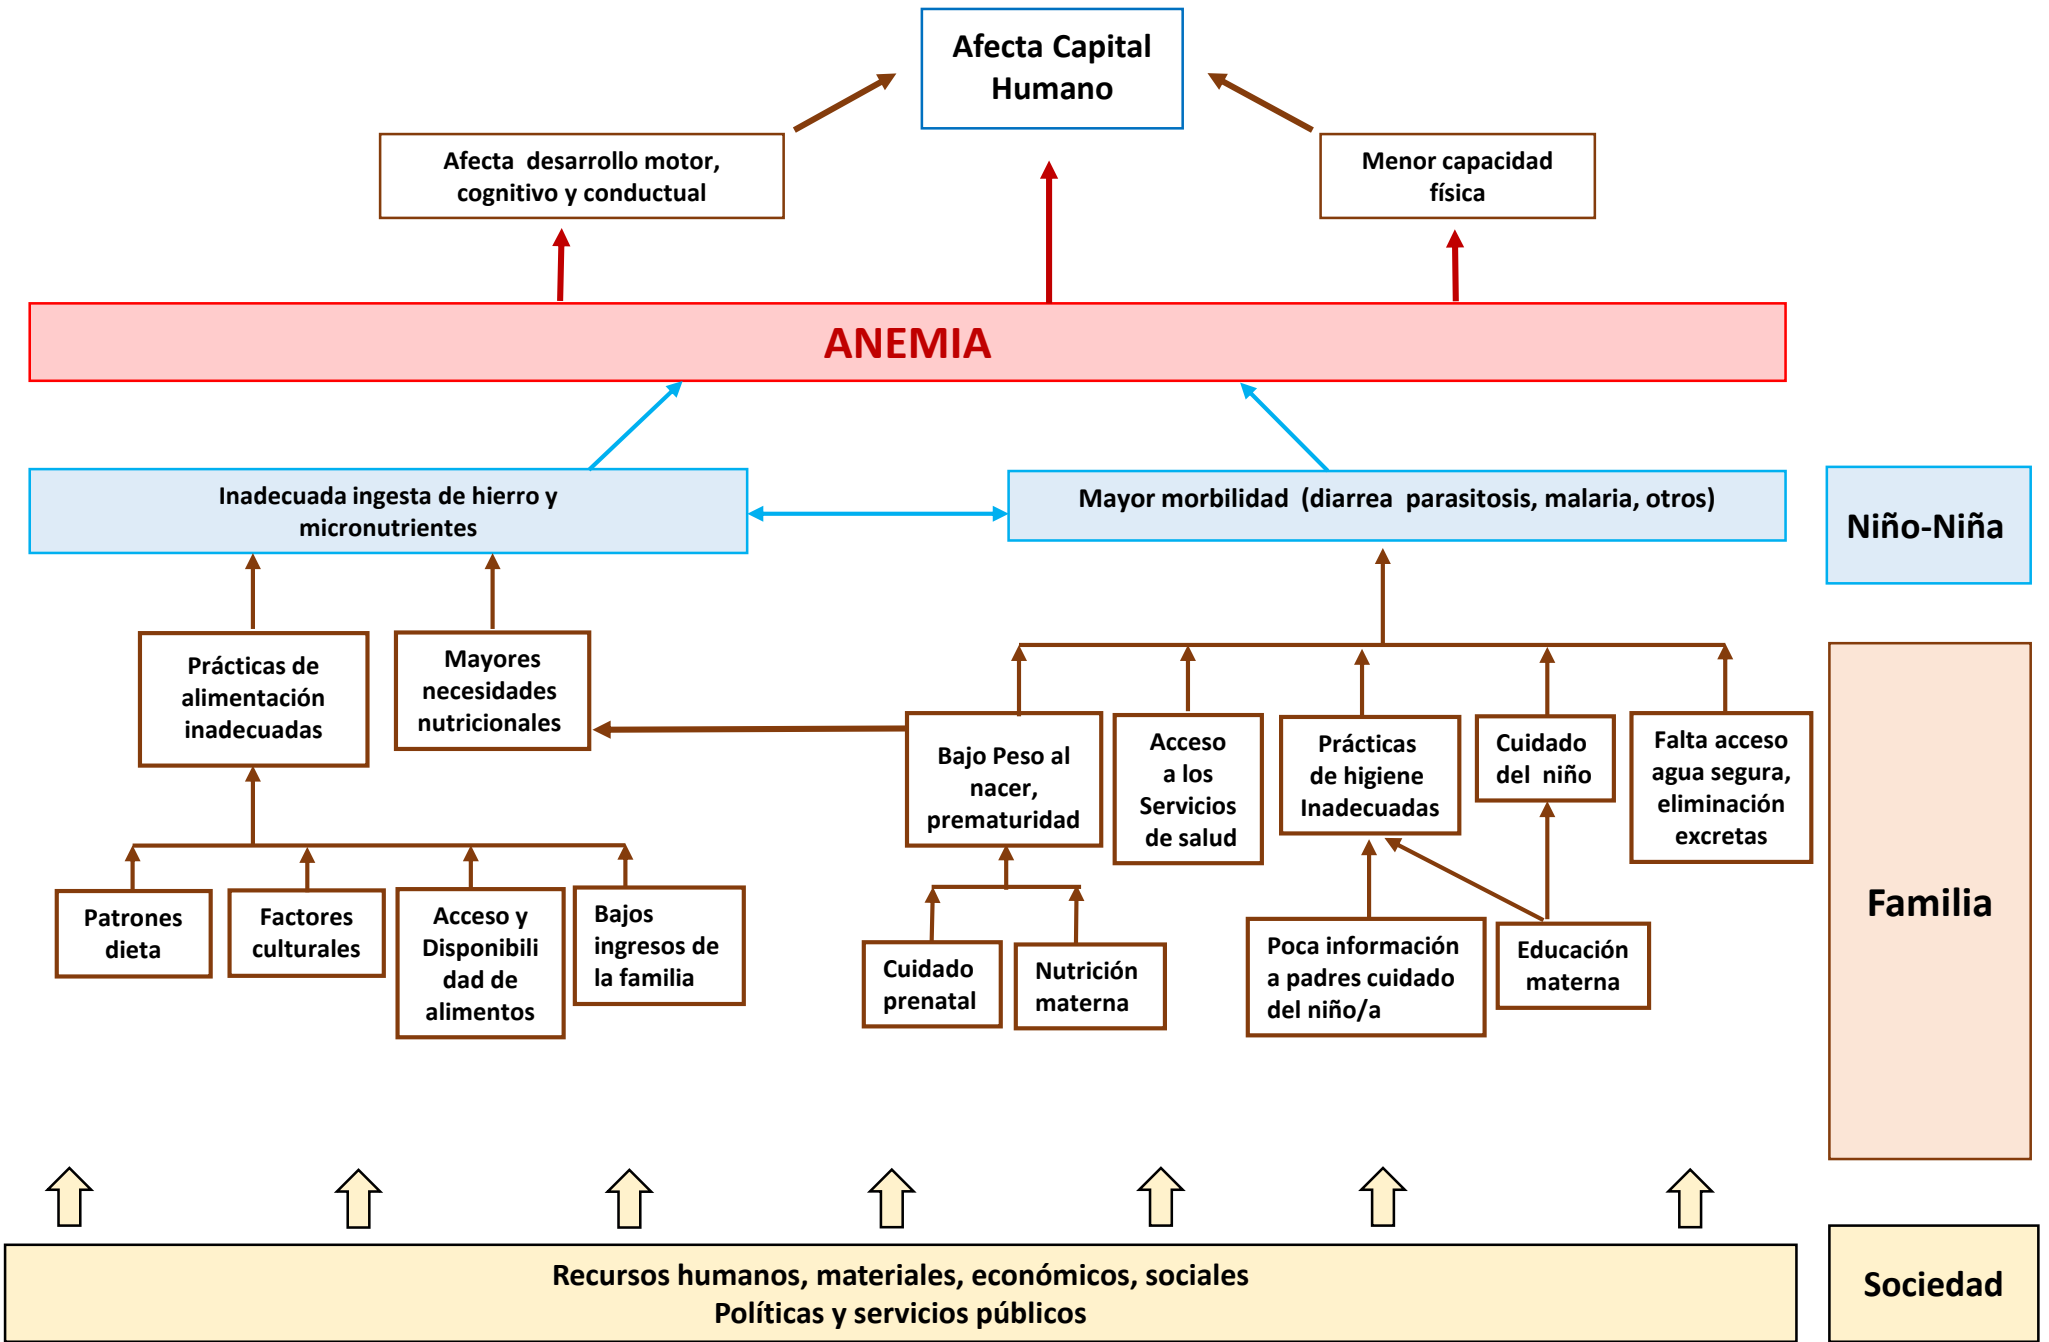 Afecta Capital
Humano
Afecta desarrollo motor,
cognitivo y conductual
Menor capacidad
física
ANEMIA
Inadecuada ingesta de hierro y
micronutrientes
Mayor morbilidad (diarrea parasitosis, malaria, otros)
Niño-Niña
Prácticas de
alimentación
inadecuadas
Mayores
necesidades
nutricionales
Bajo Peso al
nacer,
prematuridad
Acceso
a los
Servicios
de salud
Prácticas
de higiene
Inadecuadas
Cuidado
del niño
Falta acceso
agua segura,
eliminación
excretas
Familia
Patrones
dieta
Factores
culturales
Acceso y
Disponibili
dad de
alimentos
Bajos
ingresos de
la familia
Cuidado
prenatal
Nutrición
materna
Poca información
a padres cuidado
del niño/a
Educación
materna
Recursos humanos, materiales, económicos, sociales
Políticas y servicios públicos
Sociedad